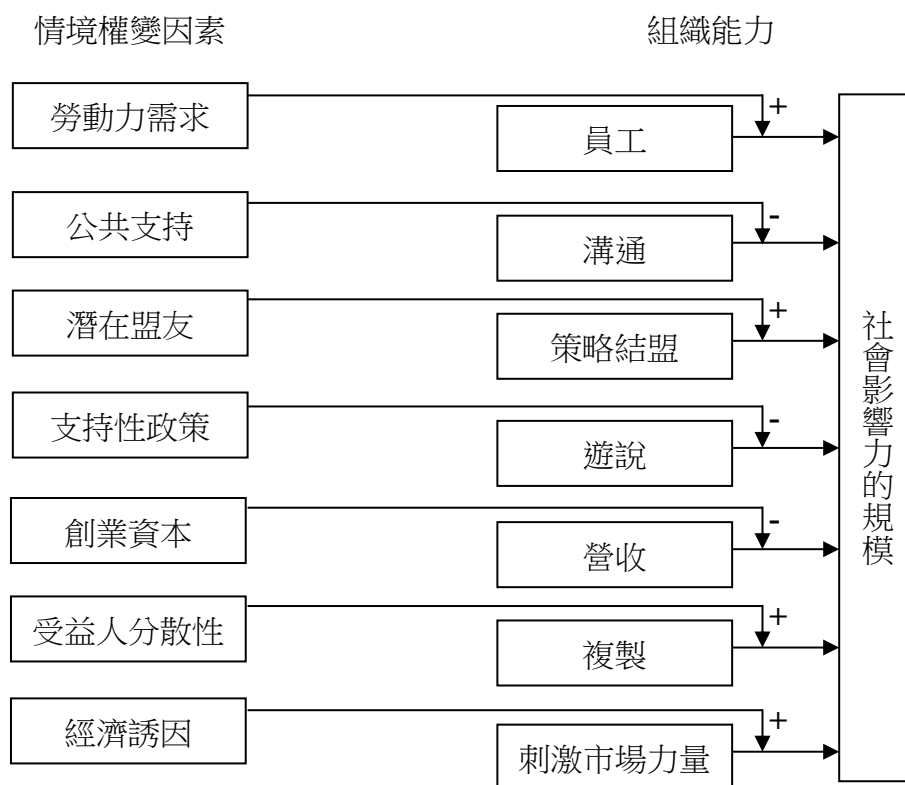 情境權變因素
組織能力
勞動力需求
+
員工
公共支持
-
溝通
潛在盟友
+
策略結盟
支持性政策
-
遊說
創業資本
-
營收
受益人分散性
+
複製
經濟誘因
+
刺激市場力量
社會影響力的規模